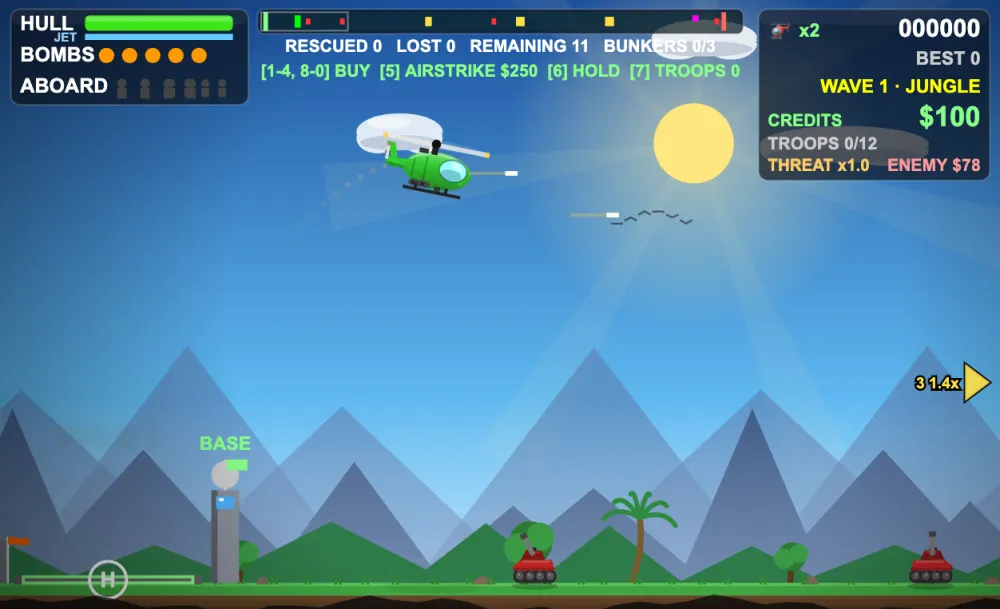 HULL
JET
BOMBS
ABOARD
RESCUED 0 LOST 0 REMAINING 11 BUNKERS 0/3
[1-4, 8-0] BUY [5] AIRSTRIKE $250 [6] HOLD [7] TROOPS 0
x2 000000
BEST 0
WAVE 1 · JUNGLE
CREDITS $100
TROOPS 0/12
THREAT x1.0 ENEMY $78
3 1.4x
BASE
H